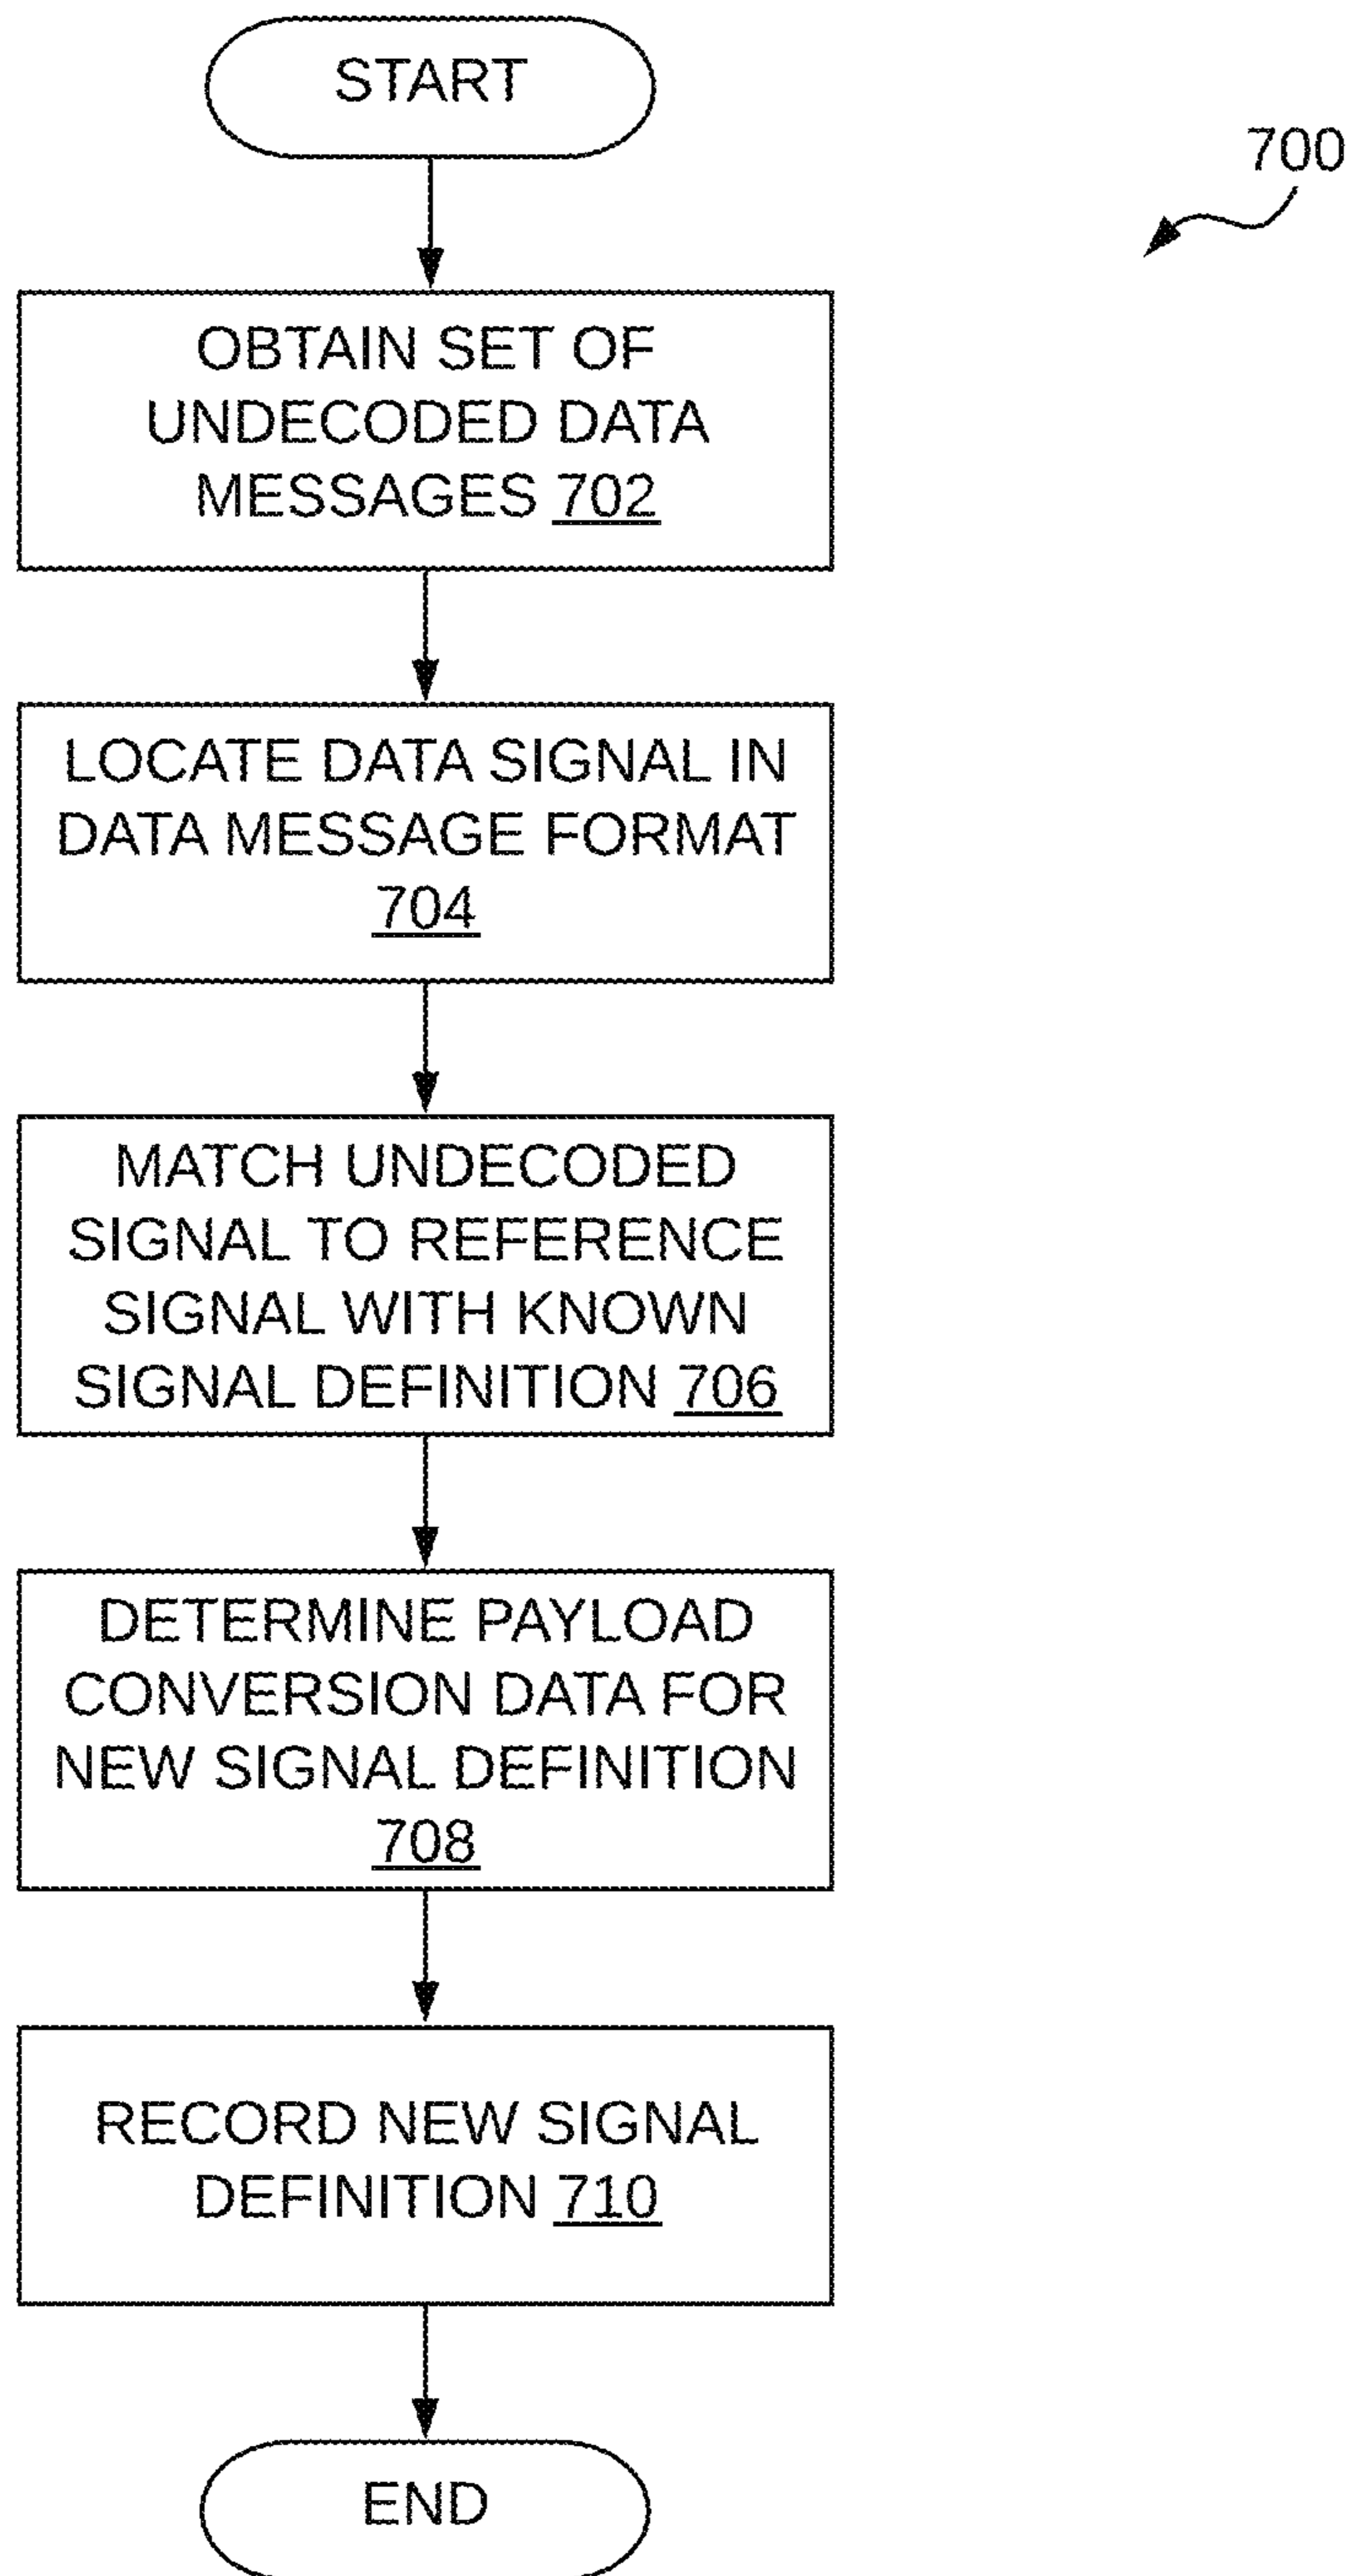 START
700
OBTAIN SET OF
UNDECODED DATA
MESSAGES 702
LOCATE DATA SIGNAL IN
DATA MESSAGE FORMAT
704
MATCH UNDECODED
SIGNAL TO REFERENCE
SIGNAL WITH KNOWN
SIGNAL DEFINITION 706
DETERMINE PAYLOAD
CONVERSION DATA FOR
NEW SIGNAL DEFINITION
708
RECORD NEW SIGNAL
DEFINITION 710
END